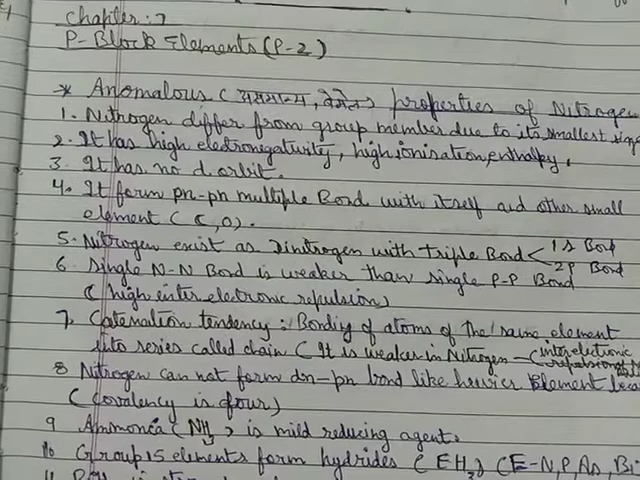 Chapter: 7
P-Block Elements (P-2)
* Anomalous (असामान्य, ) properties of Nitrogen
1. Nitrogen differ from group member due to its smallest size
2. It has high electronegatuity, high ionisation, enthalpy,
3. It has no d orbit.
4. It form pπ-pπ multiple Bond with itself and other small
element (C, O).
5. Nitrogen exist as Dinitrogen with triple Bond < 1 s Bond
2 p Bond
6. Single N-N Bond is weaker than single P-P Bond
(high inter electronic repulsion)
7. Catenation tendency: Bondig of atoms of the same element
into series called chain (It is weaker in Nitrogen - (interelectronic
repulsion
8 Nitrogen can not form dπ-pπ bond like heavier Element
(Covalency in four)
9 Ammonia (NH3) is mild reducing agent.
10 Group 15 elements form hydrides (EH3) (E-N, P, As, Bi
11